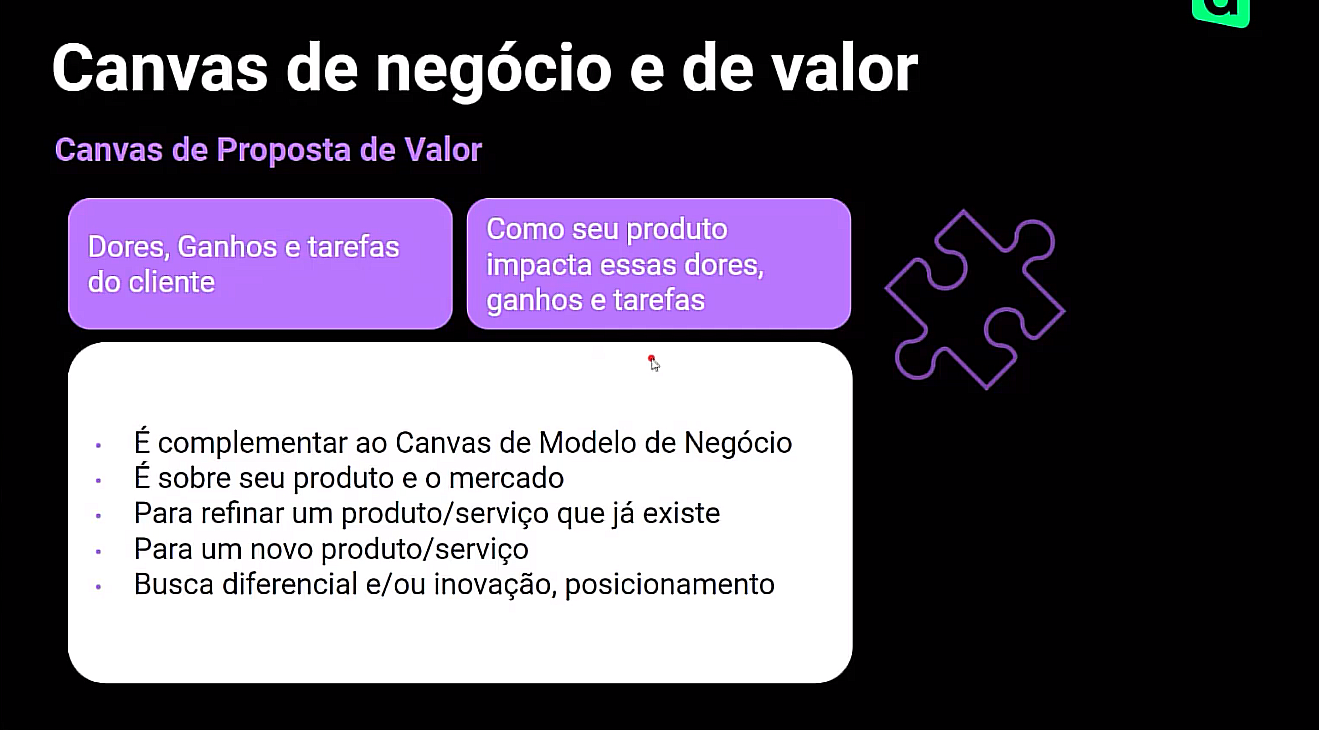 Canvas de negócio e de valor
Canvas de Proposta de Valor
Dores, Ganhos e tarefas
do cliente
Como seu produto
impacta essas dores,
ganhos e tarefas
• É complementar ao Canvas de Modelo de Negócio
• É sobre seu produto e o mercado
• Para refinar um produto/serviço que já existe
• Para um novo produto/serviço
• Busca diferencial e/ou inovação, posicionamento